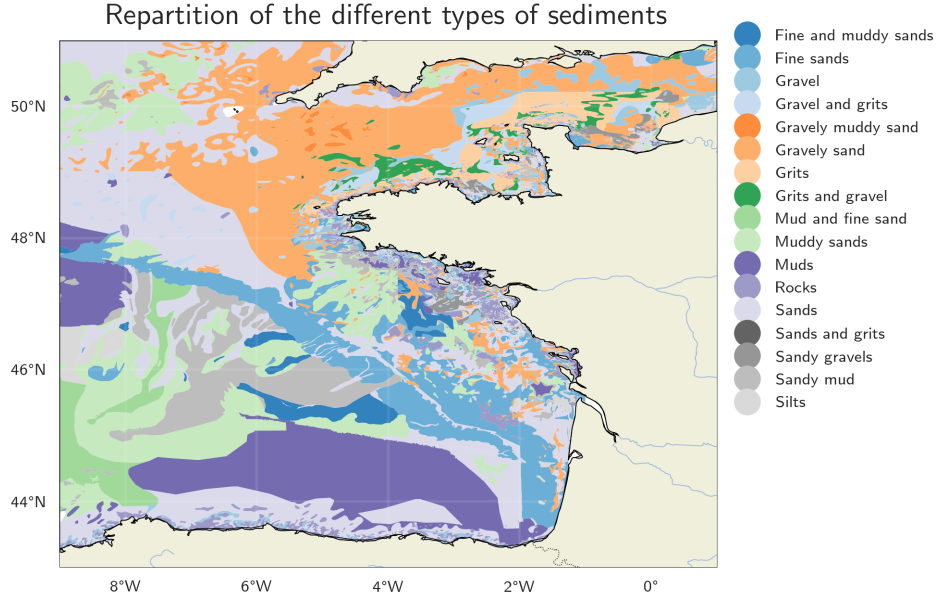 Repartition of the different types of sediments
Fine and muddy sands
Fine sands
Gravel
Gravel and grits
Gravely muddy sand
Gravely sand
Grits
Grits and gravel
Mud and fine sand
Muddy sands
Muds
Rocks
Sands
Sands and grits
Sandy gravels
Sandy mud
Silts
50°N
48°N
46°N
44°N
8°W 6°W 4°W 2°W 0°